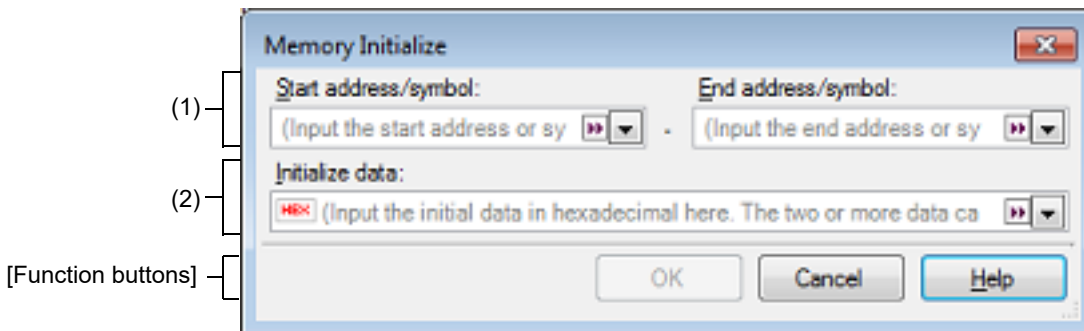 Memory Initialize
(1)
Start address/symbol: End address/symbol:
(Input the start address or sy - (Input the end address or sy
(2)
Initialize data:
HEX (Input the initial data in hexadecimal here. The two or more data ca
[Function buttons] OK Cancel Help